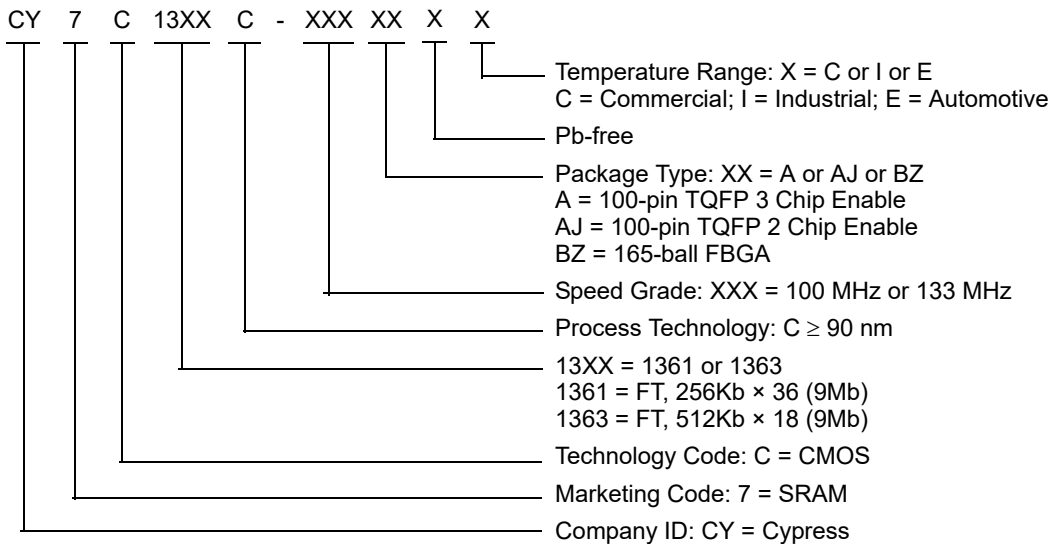 CY 7 C 13XX C - XXX XX X X
Temperature Range: X = C or I or E
C = Commercial; I = Industrial; E = Automotive
Pb-free
Package Type: XX = A or AJ or BZ
A = 100-pin TQFP 3 Chip Enable
AJ = 100-pin TQFP 2 Chip Enable
BZ = 165-ball FBGA
Speed Grade: XXX = 100 MHz or 133 MHz
Process Technology: C ≥ 90 nm
13XX = 1361 or 1363
1361 = FT, 256Kb × 36 (9Mb)
1363 = FT, 512Kb × 18 (9Mb)
Technology Code: C = CMOS
Marketing Code: 7 = SRAM
Company ID: CY = Cypress